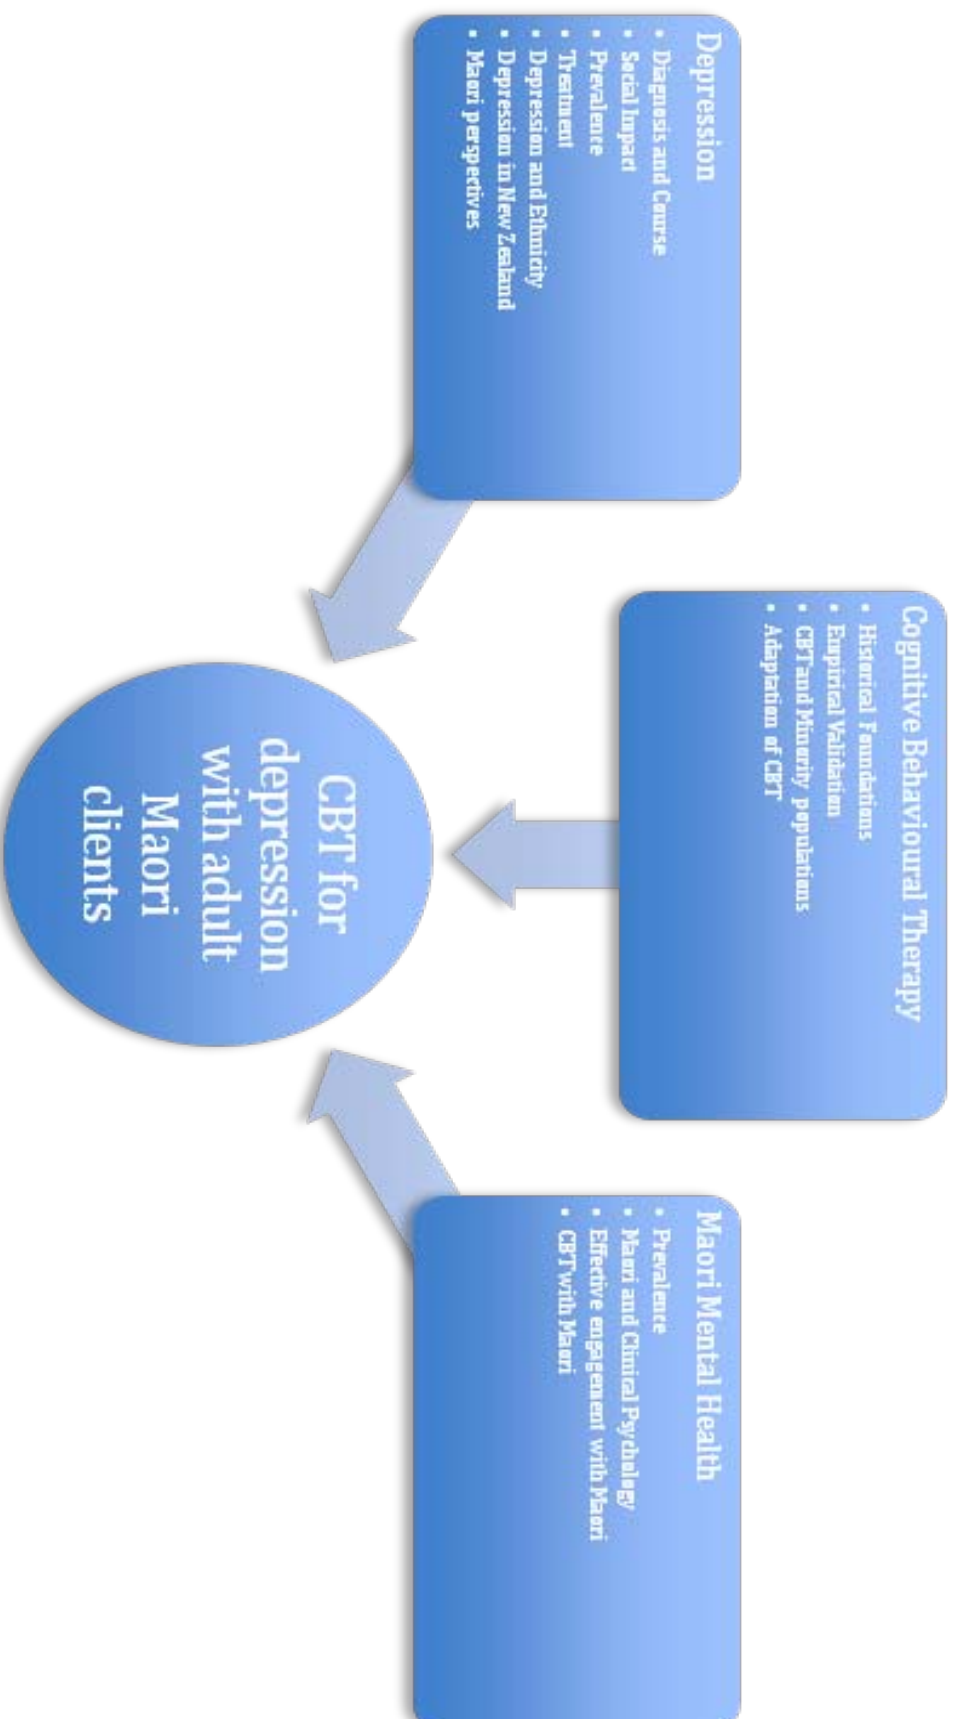 Depression
• Diagnosis and Course
• Social Impact
• Prevalence
• Treatment
• Depression and Ethnicity
• Depression in New Zealand
• Maori perspectives
Cognitive Behavioural Therapy
• Historical Foundations
• Empirical Validation
• CBT and Minority populations
• Adaptation of CBT
Maori Mental Health
• Prevalence
• Maori and Clinical Psychology
• Effective engagement with Maori
• CBT with Maori
CBT for
depression
with adult
Maori
clients